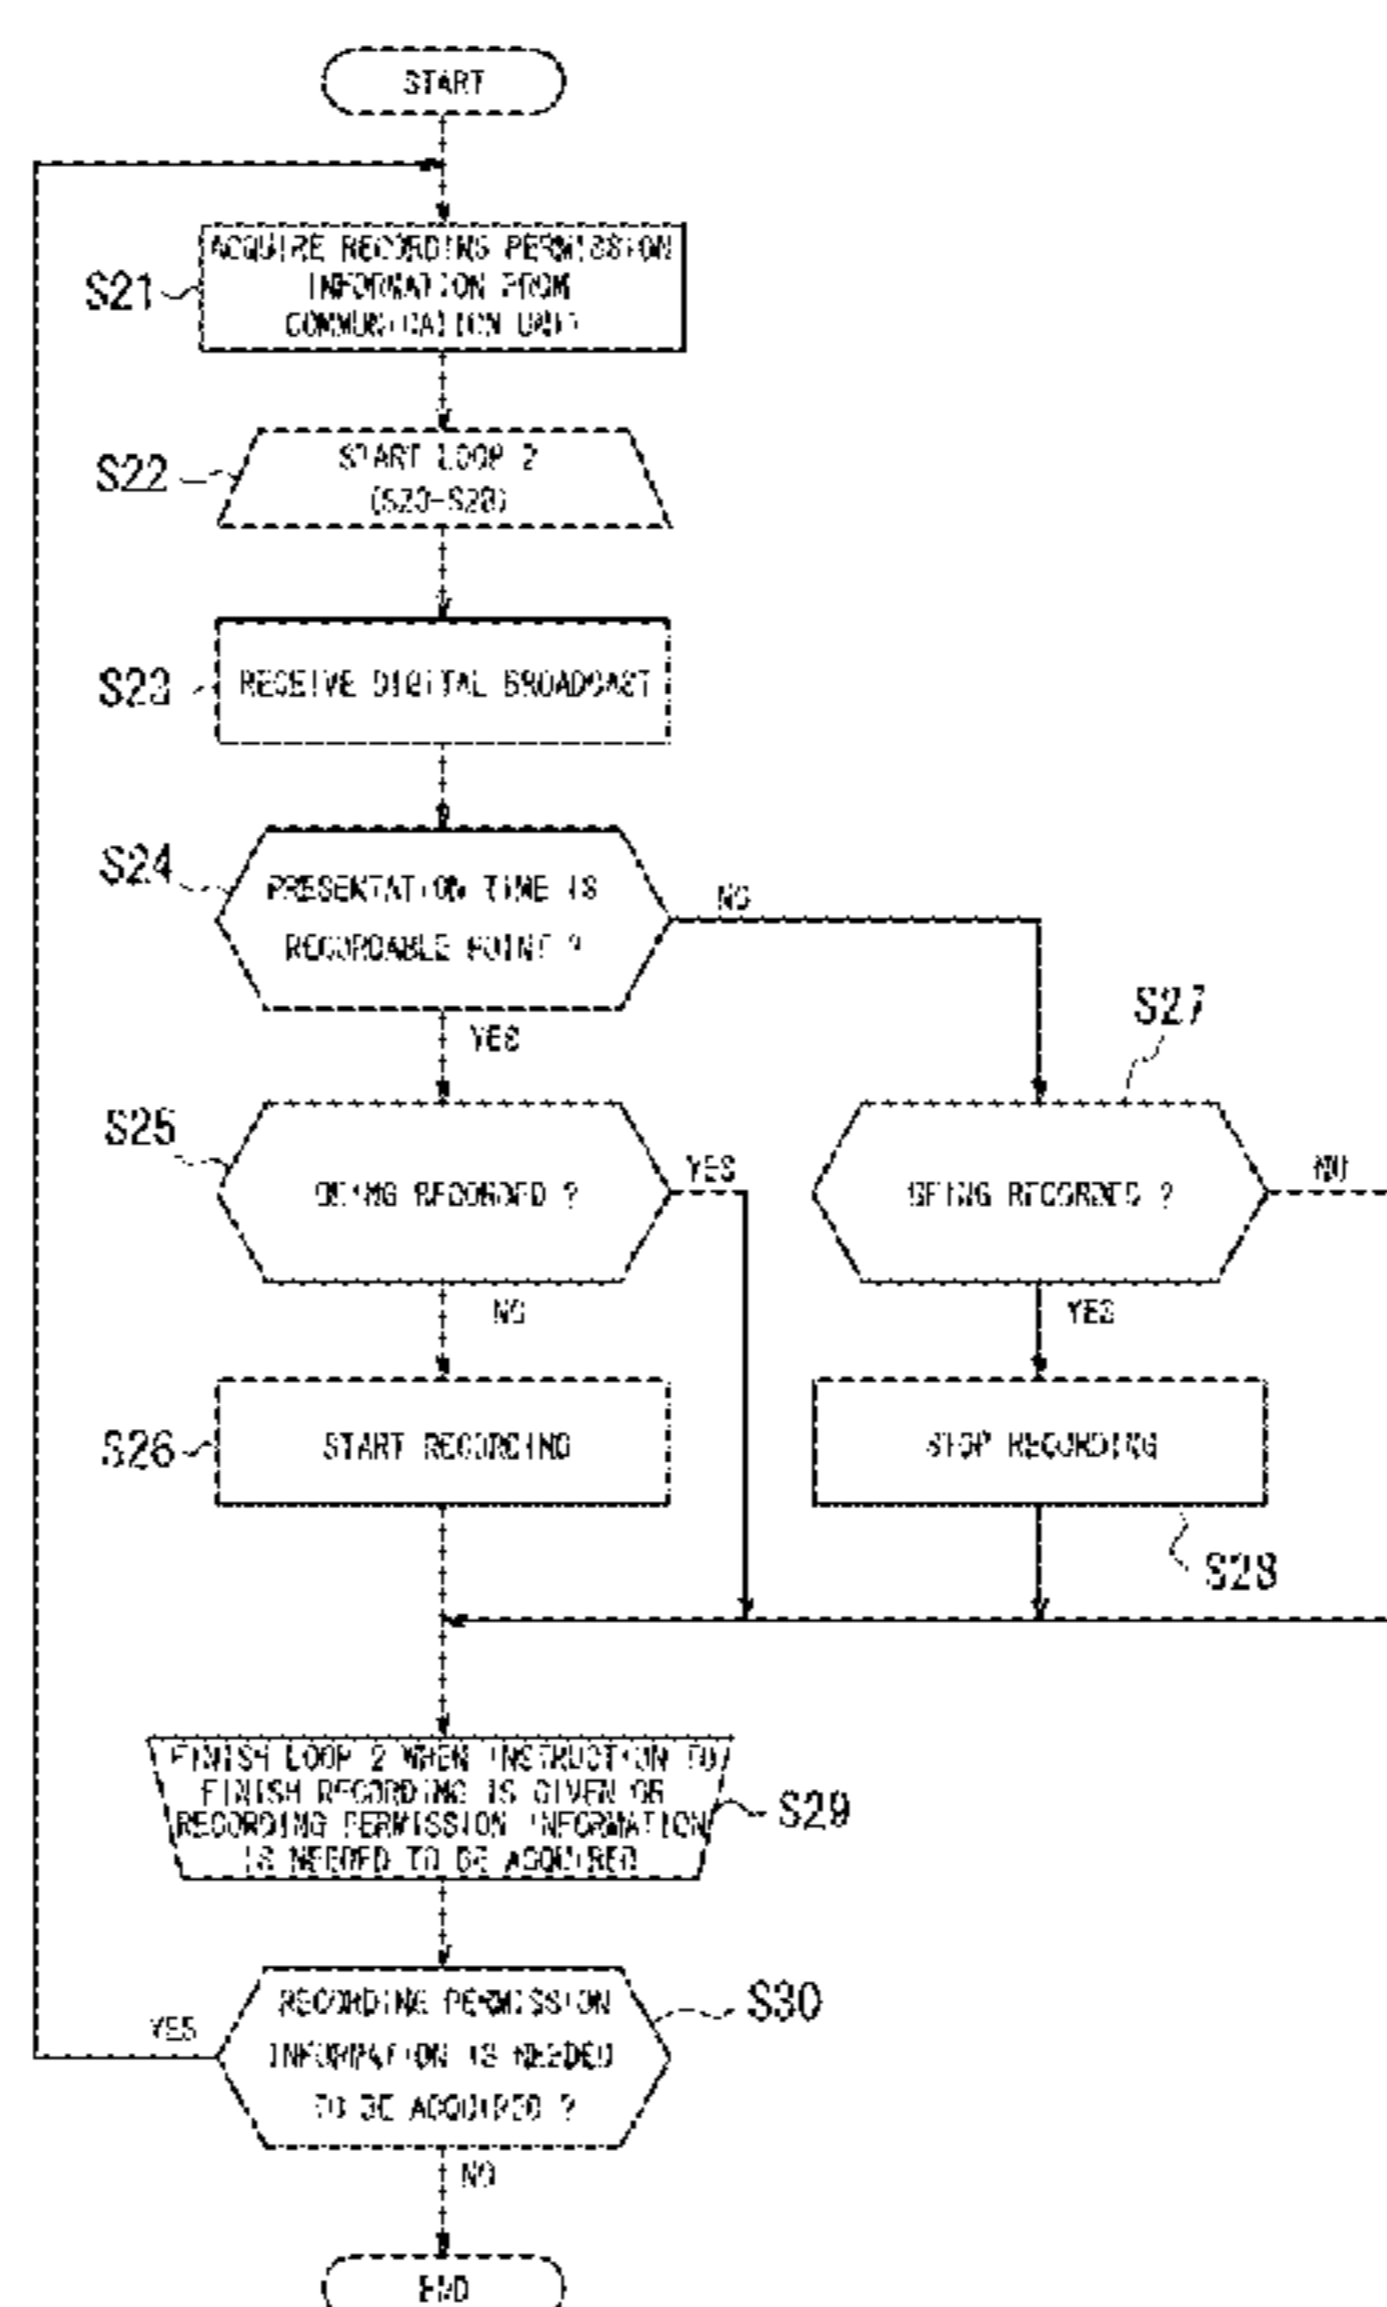 START
S21
ACQUIRE RECORDING PERMISSION
INFORMATION FROM
COMMUNICATION UNIT
S22
START LOOP 2
(S23-S28)
S23
RECEIVE DIGITAL BROADCAST
S24
PRESENTATION TIME IS
RECORDABLE POINT ?
NO
YES
S27
S25
BEING RECORDED ?
YES
BEING RECORDED ?
NO
NO
YES
S26
START RECORDING
STOP RECORDING
S28
FINISH LOOP 2 WHEN INSTRUCTION TO
FINISH RECORDING IS GIVEN OR
RECORDING PERMISSION INFORMATION
IS NEEDED TO BE ACQUIRED
S29
RECORDING PERMISSION
INFORMATION IS NEEDED
TO BE ACQUIRED ?
S30
YES
NO
END